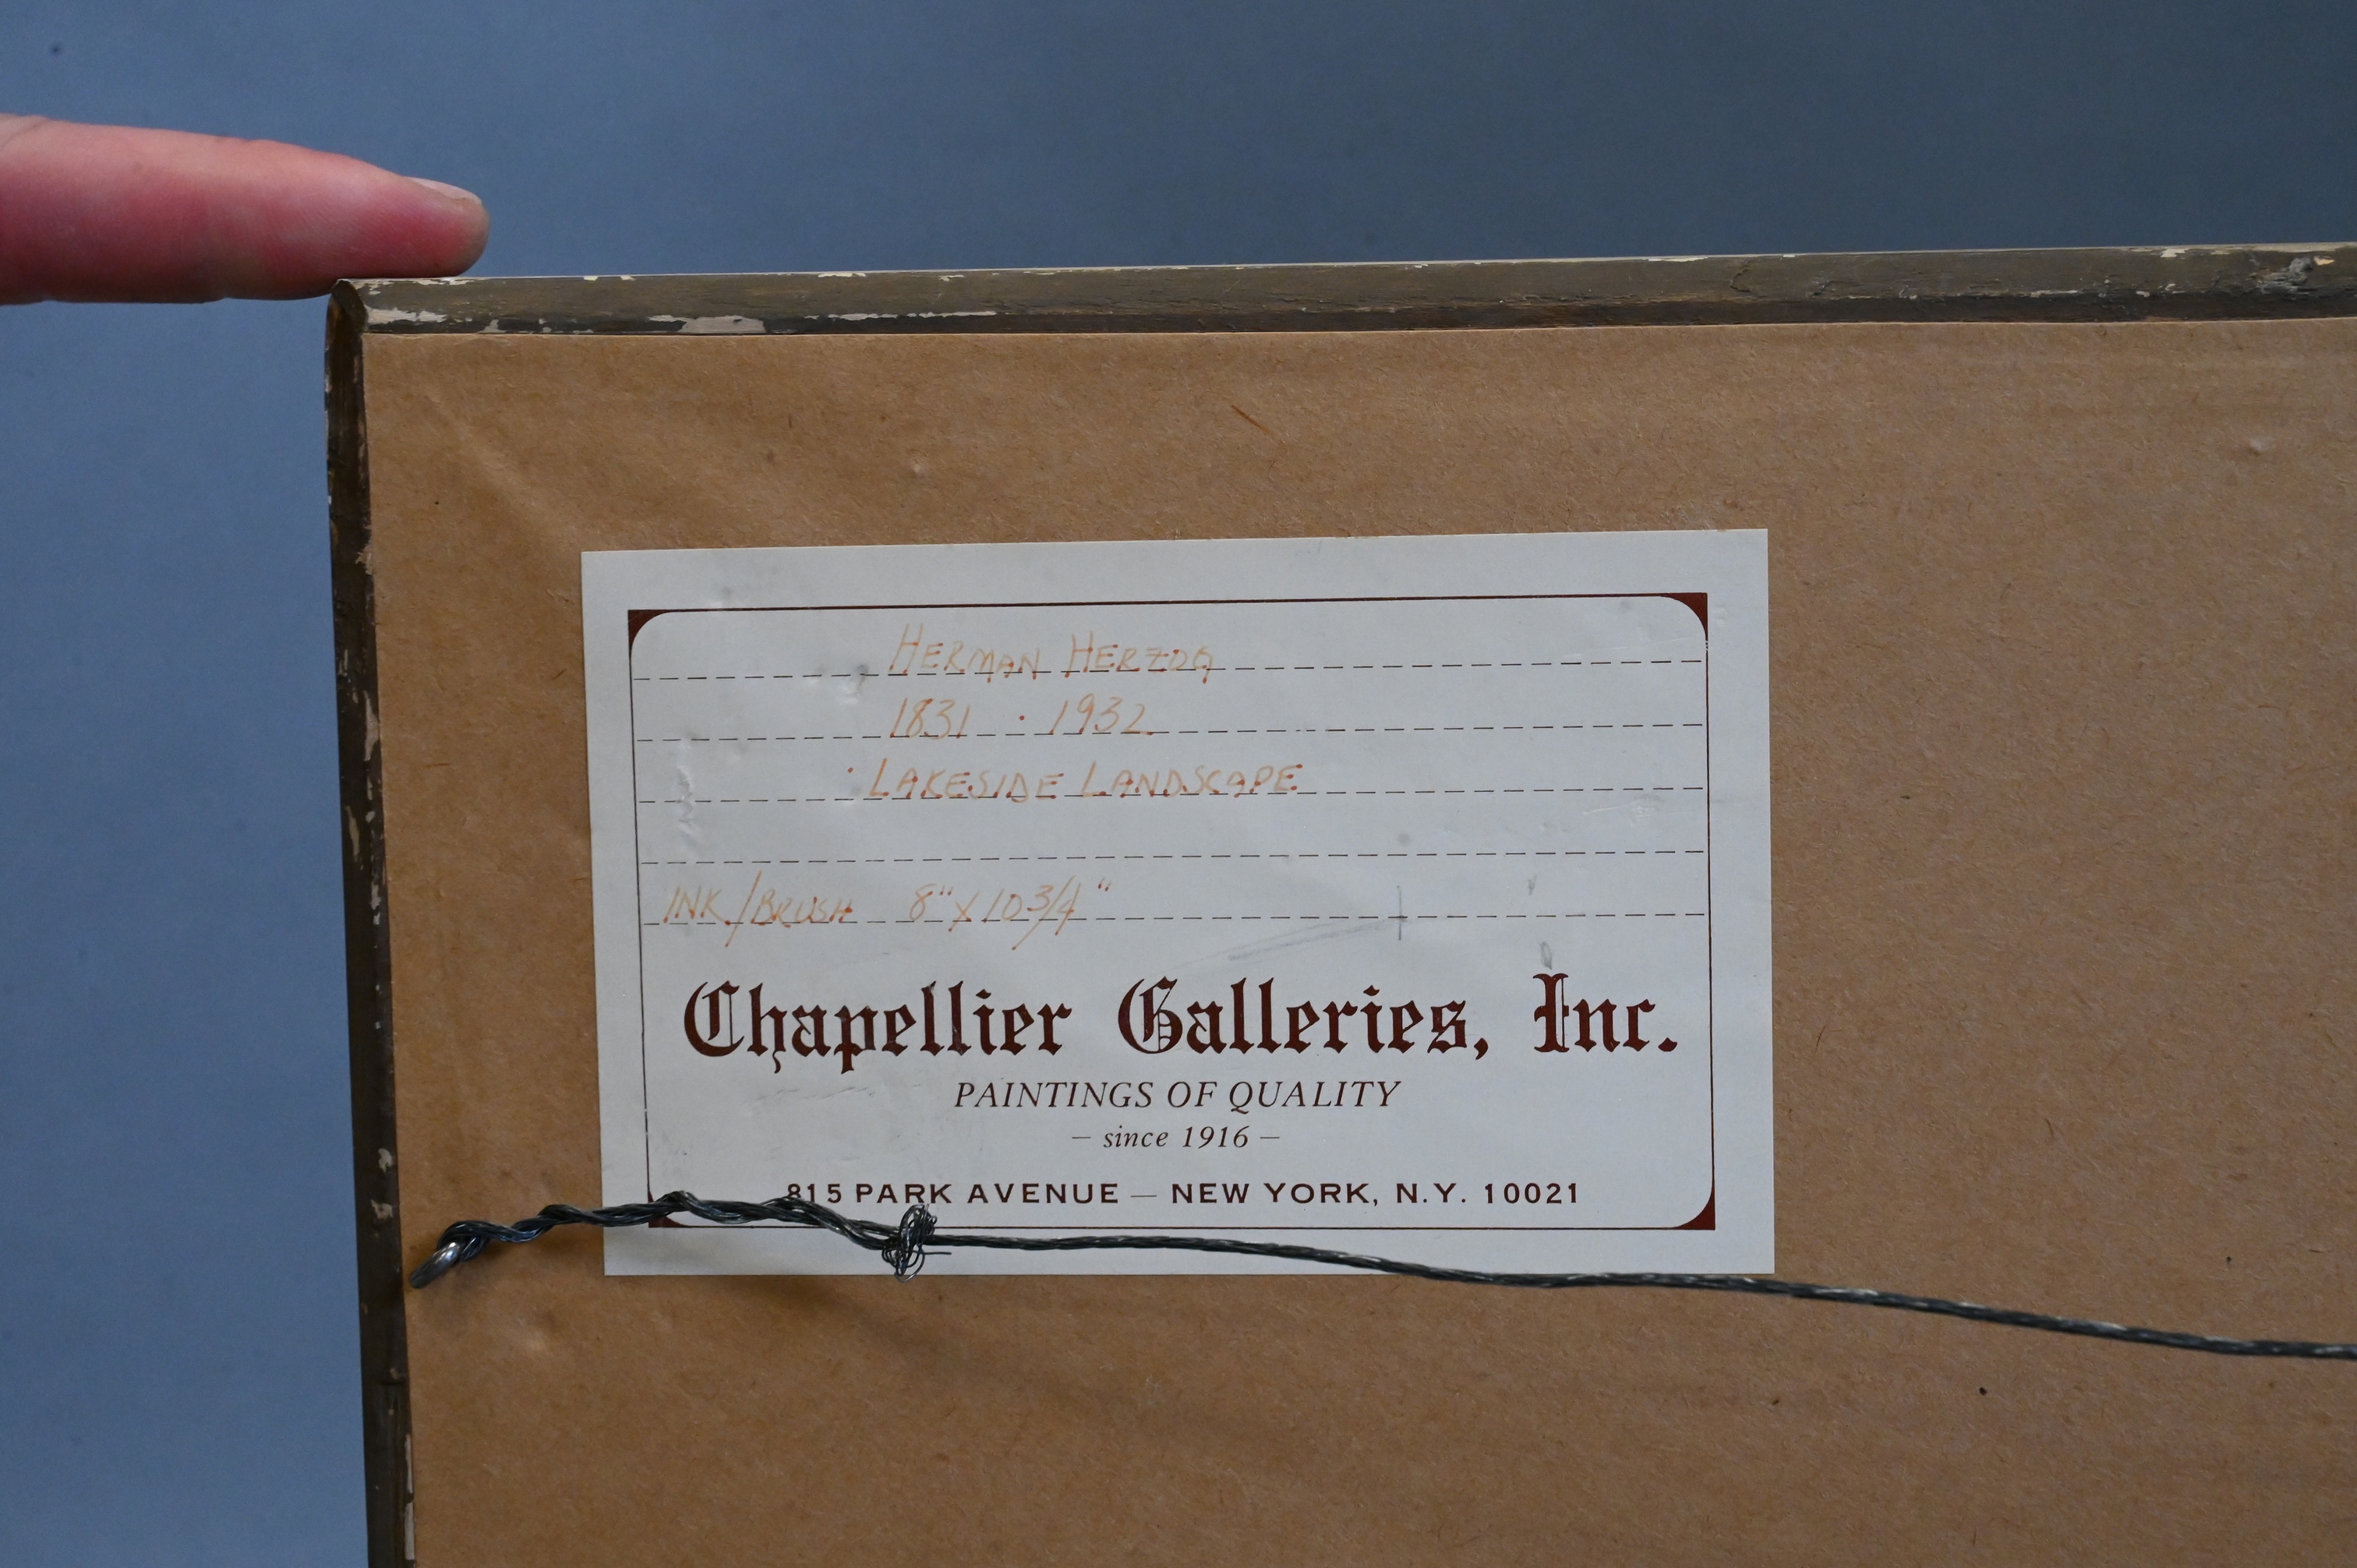 HERMAN HERZOG
1831 · 1932
LAKESIDE LANDSCAPE
INK/BRUSH 8" X 10 3/4"
Chapellier Galleries, Inc.
PAINTINGS OF QUALITY
– since 1916 –
815 PARK AVENUE — NEW YORK, N.Y. 10021